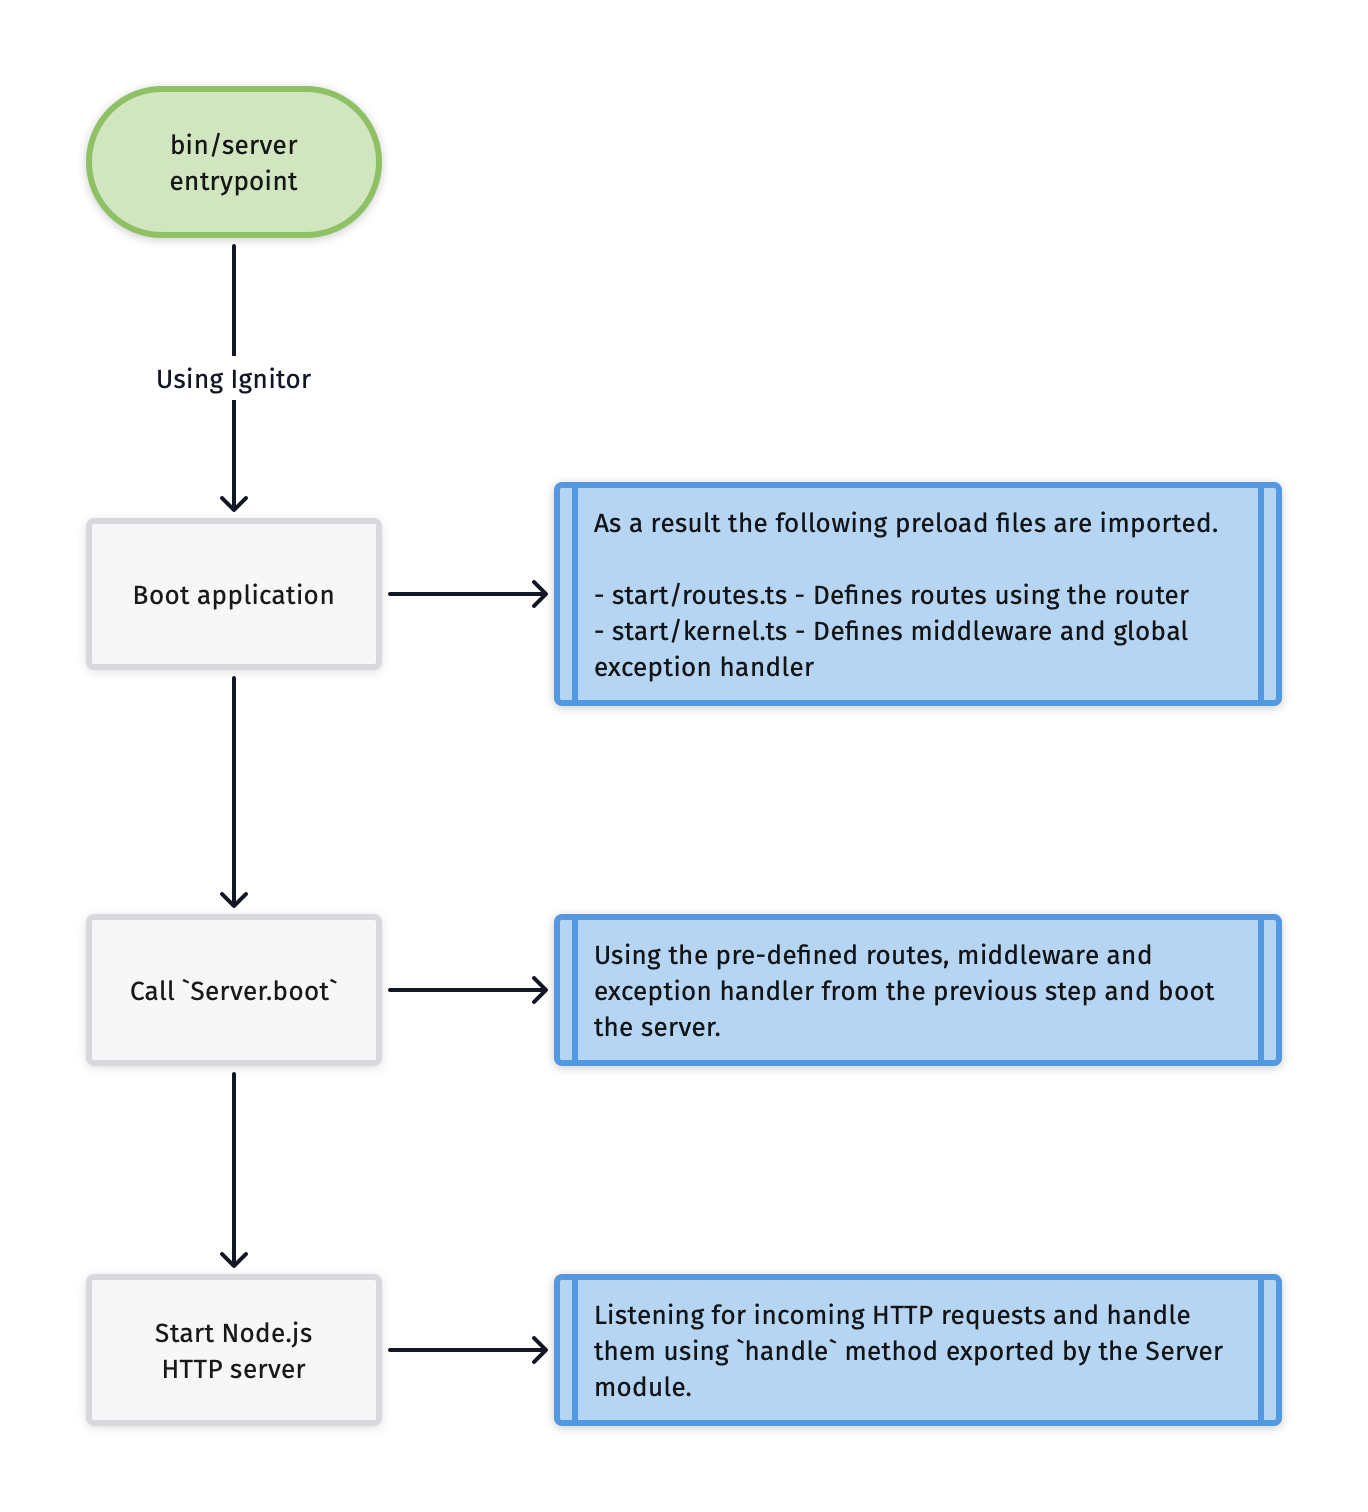 bin/server
entrypoint
Using Ignitor
Boot application
As a result the following preload files are imported.
- start/routes.ts - Defines routes using the router
- start/kernel.ts - Defines middleware and global
exception handler
Call `Server.boot`
Using the pre-defined routes, middleware and
exception handler from the previous step and boot
the server.
Start Node.js
HTTP server
Listening for incoming HTTP requests and handle
them using `handle` method exported by the Server
module.